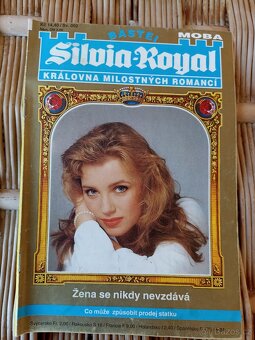 BASTEI
MOBA
Silvia-Royal
KRÁLOVNA MILOSTNÝCH ROMANCÍ
Žena se nikdy nevzdává
Co může způsobit prodej statku